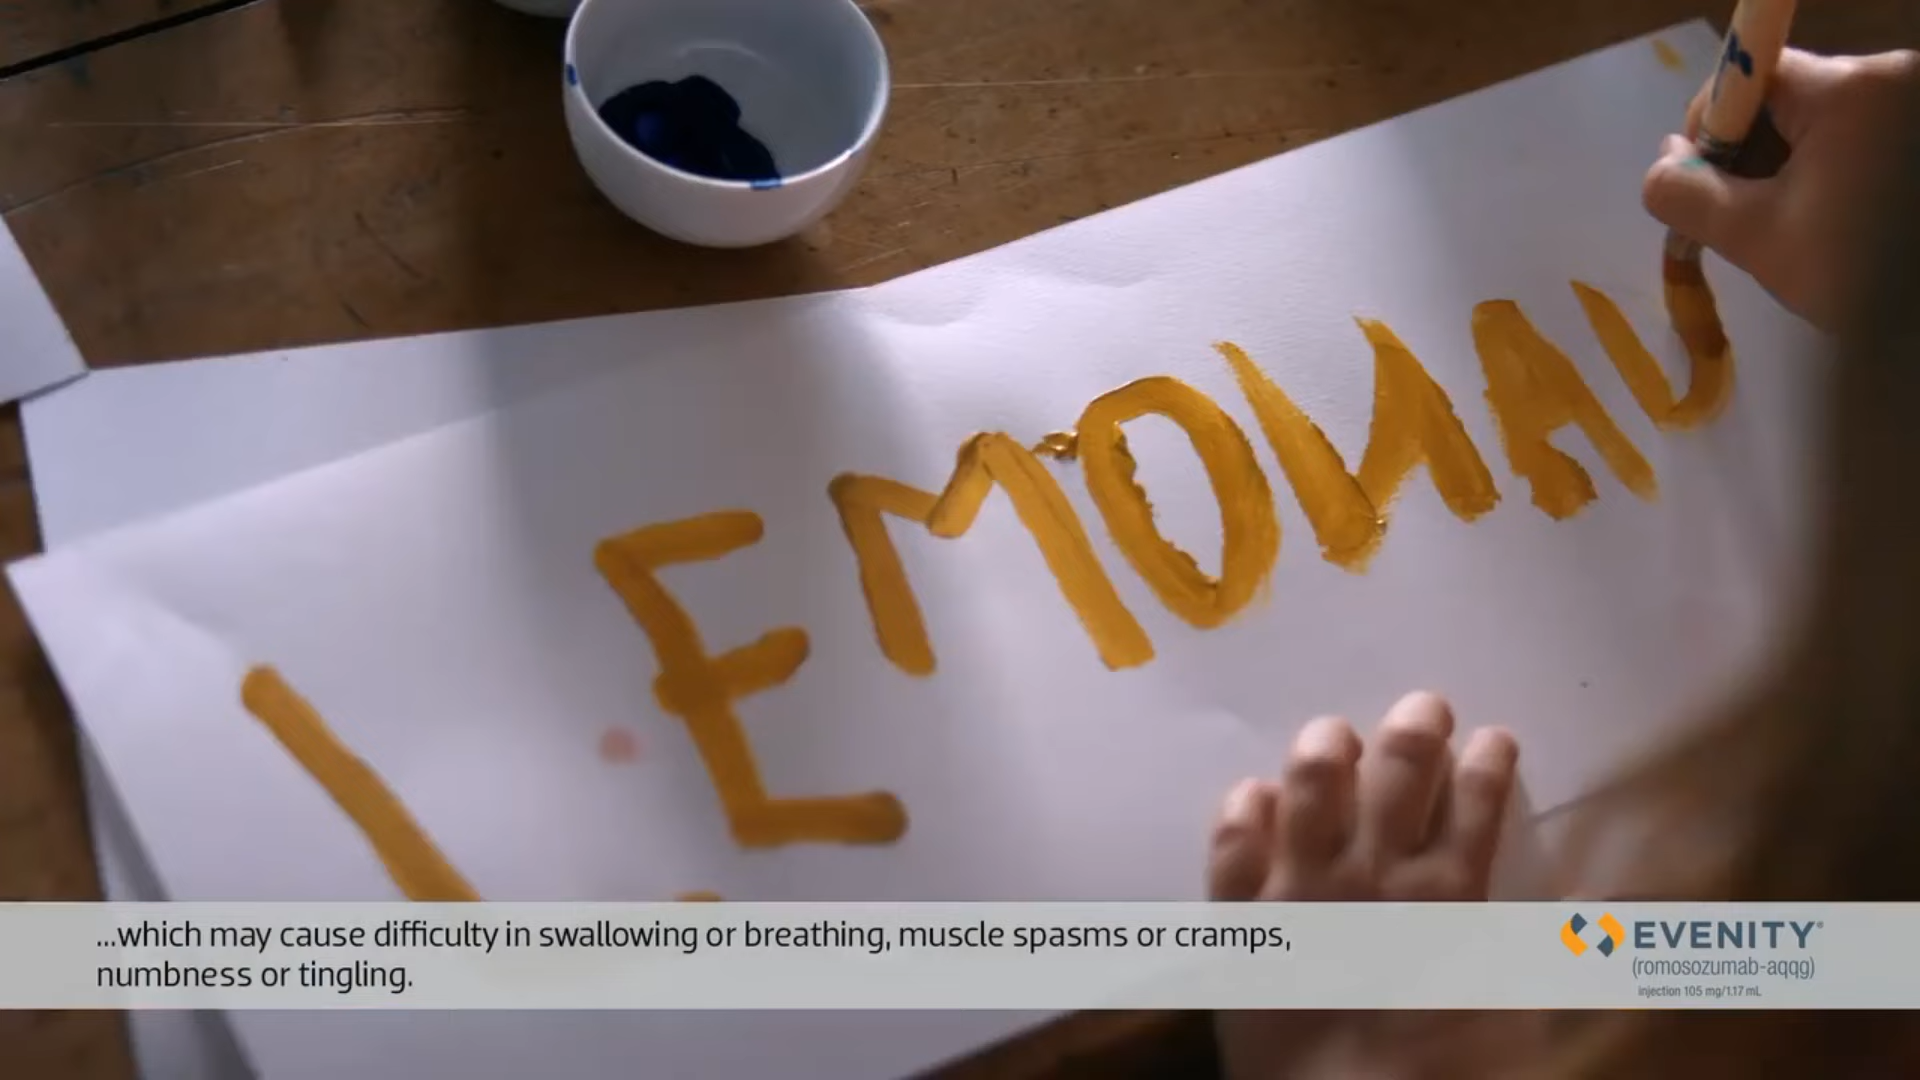 LEMONA
...which may cause difficulty in swallowing or breathing, muscle spasms or cramps,
numbness or tingling.
EVENITY®
(romosozumab-aqqg)
injection 105 mg/1.17 mL